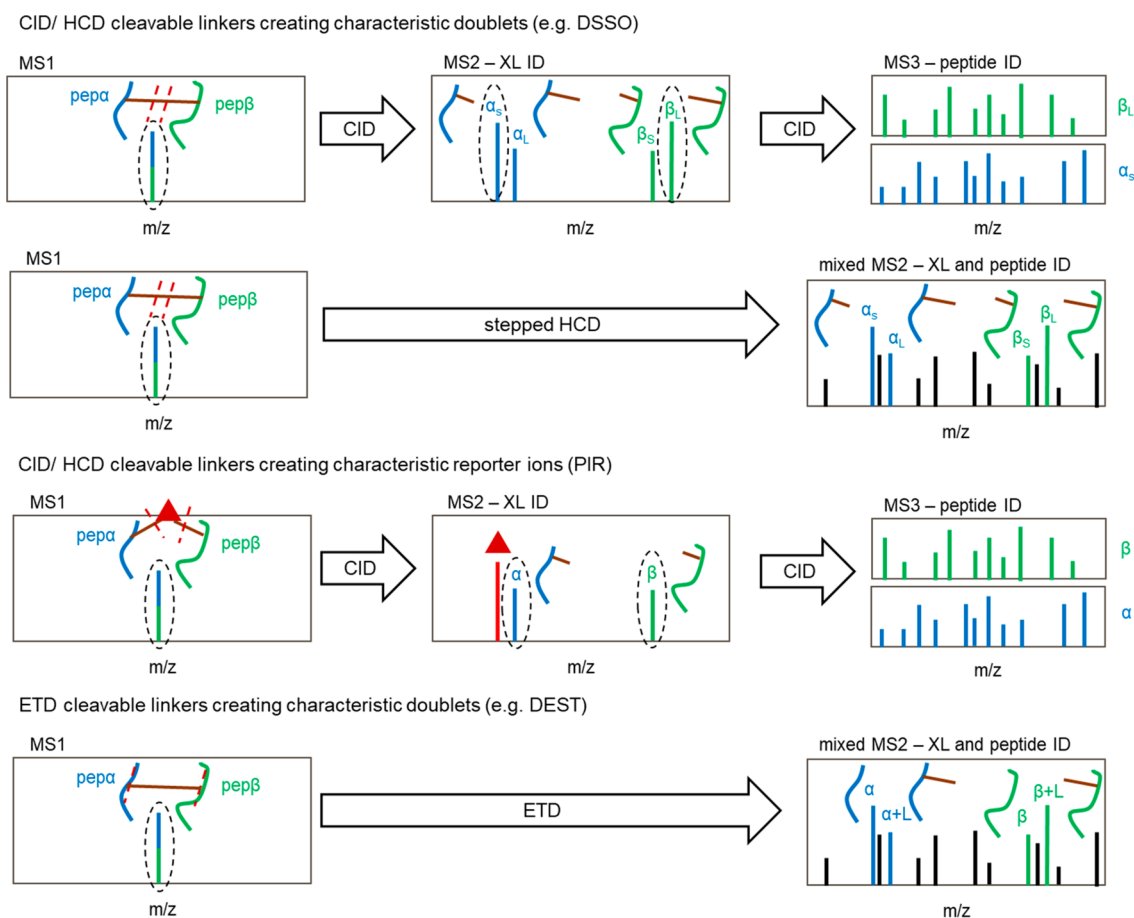 CID/ HCD cleavable linkers creating characteristic doublets (e.g. DSSO)
MS1
MS2 – XL ID
MS3 – peptide ID
pepα
pepβ
CID
αs
αL
βS
βL
CID
βL
αs
m/z
m/z
m/z
MS1
mixed MS2 – XL and peptide ID
pepα
pepβ
stepped HCD
αs
αL
βS
βL
m/z
m/z
CID/ HCD cleavable linkers creating characteristic reporter ions (PIR)
MS1
MS2 – XL ID
MS3 – peptide ID
pepα
pepβ
CID
α
β
CID
β
α
m/z
m/z
m/z
ETD cleavable linkers creating characteristic doublets (e.g. DEST)
MS1
mixed MS2 – XL and peptide ID
pepα
pepβ
ETD
α
α+L
β
β+L
m/z
m/z